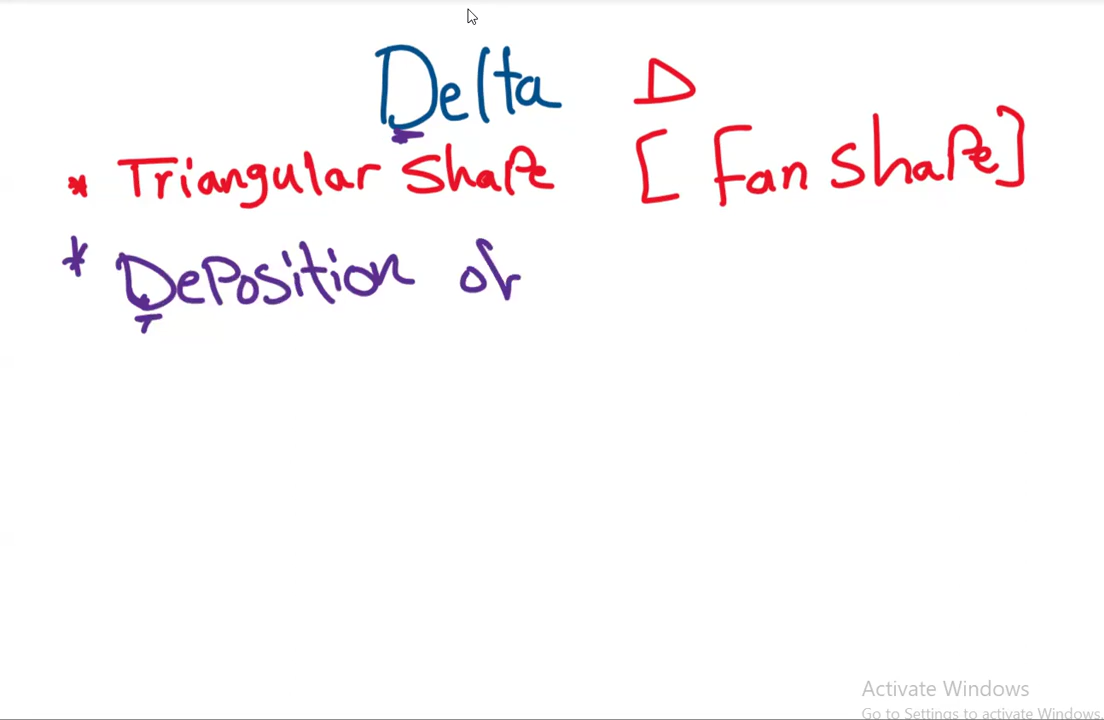 Delta D
* Triangular Shape [Fan Shape]
* Deposition of
Activate Windows
Go to Settings to activate Windows.